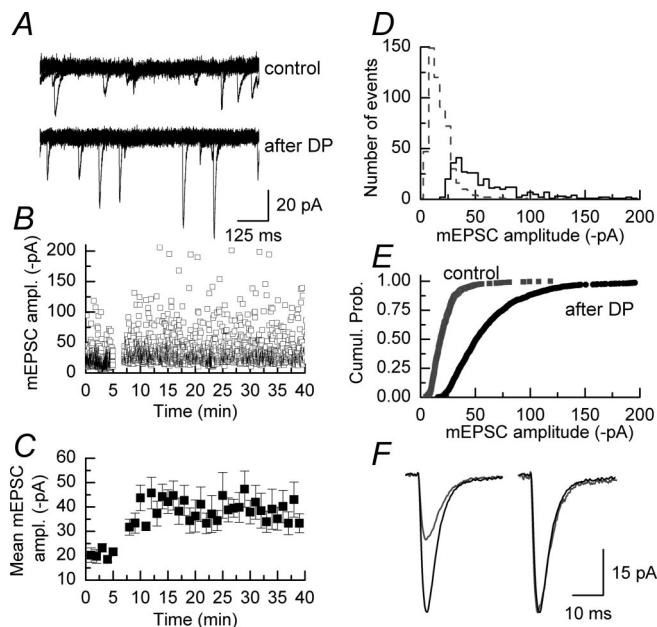 A
control
after DP
20 pA
125 ms
B
mEPSC ampl. (-pA)
200
150
100
50
0
0 5 10 15 20 25 30 35 40
Time (min)
C
Mean mEPSC
ampl. (-pA)
60
50
40
30
20
10
0 5 10 15 20 25 30 35 40
Time (min)
D
Number of events
150
100
50
0
0 50 100 150 200
mEPSC amplitude (-pA)
E
control
after DP
Cumul. Prob.
1.00
0.75
0.50
0.25
0.00
0 50 100 150 200
mEPSC amplitude (-pA)
F
15 pA
10 ms